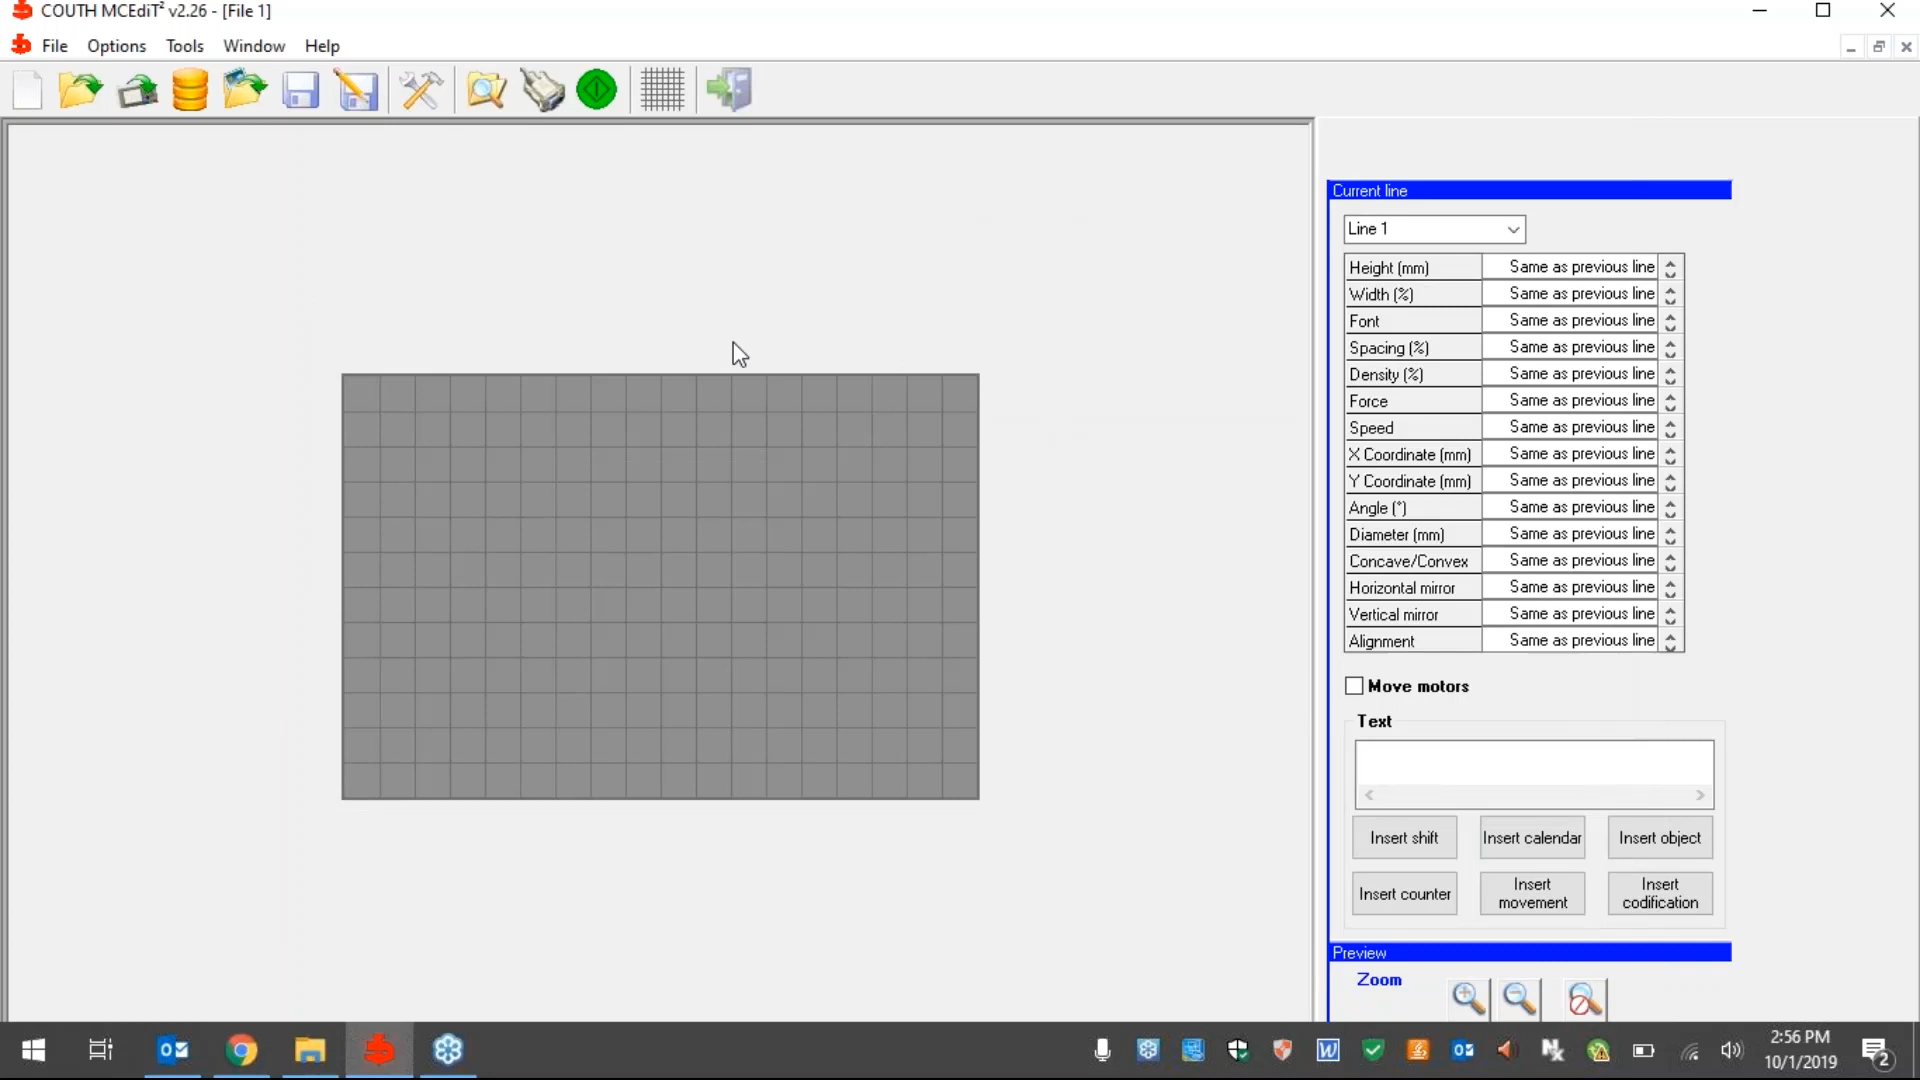 COUTH MCEdiT² v2.26 - [File 1]
File Options Tools Window Help
Current line
Line 1
Height (mm) Same as previous line
Width (%) Same as previous line
Font Same as previous line
Spacing (%) Same as previous line
Density (%) Same as previous line
Force Same as previous line
Speed Same as previous line
X Coordinate (mm) Same as previous line
Y Coordinate (mm) Same as previous line
Angle (°) Same as previous line
Diameter (mm) Same as previous line
Concave/Convex Same as previous line
Horizontal mirror Same as previous line
Vertical mirror Same as previous line
Alignment Same as previous line
Move motors
Text
Insert shift Insert calendar Insert object
Insert counter Insert movement Insert codification
Preview
Zoom
2:56 PM
10/1/2019
2